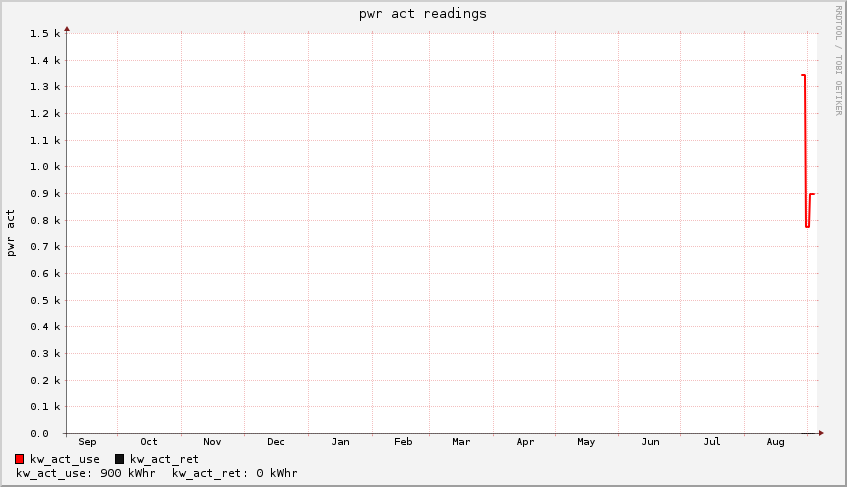 pwr act readings
RRDTOOL / TOBI OETIKER
pwr act
1.5 k
1.4 k
1.3 k
1.2 k
1.1 k
1.0 k
0.9 k
0.8 k
0.7 k
0.6 k
0.5 k
0.4 k
0.3 k
0.2 k
0.1 k
0.0
Sep Oct Nov Dec Jan Feb Mar Apr May Jun Jul Aug
kw_act_use kw_act_ret
kw_act_use: 900 kWhr kw_act_ret: 0 kWhr